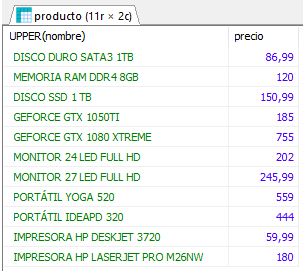 producto (11r × 2c)
UPPER(nombre) precio
DISCO DURO SATA3 1TB 86,99
MEMORIA RAM DDR4 8GB 120
DISCO SSD 1 TB 150,99
GEFORCE GTX 1050TI 185
GEFORCE GTX 1080 XTREME 755
MONITOR 24 LED FULL HD 202
MONITOR 27 LED FULL HD 245,99
PORTÁTIL YOGA 520 559
PORTÁTIL IDEAPD 320 444
IMPRESORA HP DESKJET 3720 59,99
IMPRESORA HP LASERJET PRO M26NW 180